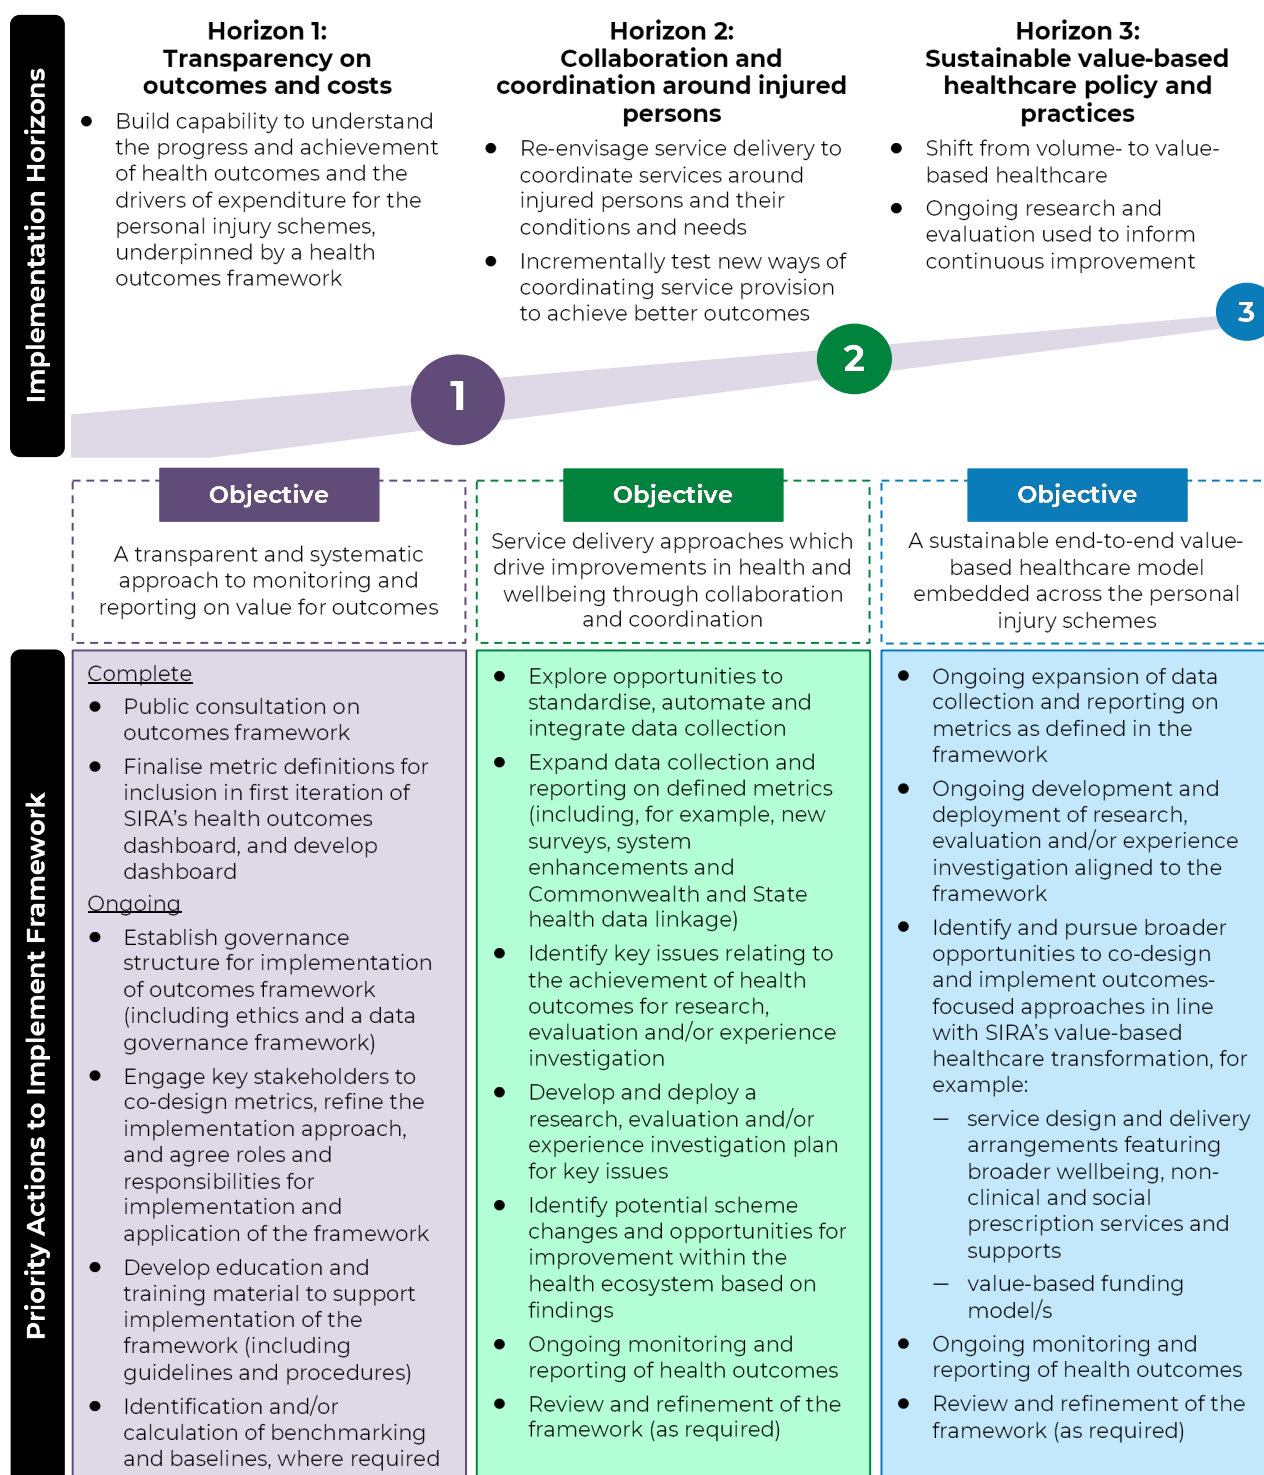 Implementation Horizons
Horizon 1:
Transparency on
outcomes and costs
● Build capability to understand
the progress and achievement
of health outcomes and the
drivers of expenditure for the
personal injury schemes,
underpinned by a health
outcomes framework
Horizon 2:
Collaboration and
coordination around injured
persons
● Re-envisage service delivery to
coordinate services around
injured persons and their
conditions and needs
● Incrementally test new ways of
coordinating service provision
to achieve better outcomes
Horizon 3:
Sustainable value-based
healthcare policy and
practices
● Shift from volume- to value-
based healthcare
● Ongoing research and
evaluation used to inform
continuous improvement
1
2
3
Objective
A transparent and systematic
approach to monitoring and
reporting on value for outcomes
Objective
Service delivery approaches which
drive improvements in health and
wellbeing through collaboration
and coordination
Objective
A sustainable end-to-end value-
based healthcare model
embedded across the personal
injury schemes
Priority Actions to Implement Framework
Complete
● Public consultation on
outcomes framework
● Finalise metric definitions for
inclusion in first iteration of
SIRA's health outcomes
dashboard, and develop
dashboard
Ongoing
● Establish governance
structure for implementation
of outcomes framework
(including ethics and a data
governance framework)
● Engage key stakeholders to
co-design metrics, refine the
implementation approach,
and agree roles and
responsibilities for
implementation and
application of the framework
● Develop education and
training material to support
implementation of the
framework (including
guidelines and procedures)
● Identification and/or
calculation of benchmarking
and baselines, where required
● Explore opportunities to
standardise, automate and
integrate data collection
● Expand data collection and
reporting on defined metrics
(including, for example, new
surveys, system
enhancements and
Commonwealth and State
health data linkage)
● Identify key issues relating to
the achievement of health
outcomes for research,
evaluation and/or experience
investigation
● Develop and deploy a
research, evaluation and/or
experience investigation plan
for key issues
● Identify potential scheme
changes and opportunities for
improvement within the
health ecosystem based on
findings
● Ongoing monitoring and
reporting of health outcomes
● Review and refinement of the
framework (as required)
● Ongoing expansion of data
collection and reporting on
metrics as defined in the
framework
● Ongoing development and
deployment of research,
evaluation and/or experience
investigation aligned to the
framework
● Identify and pursue broader
opportunities to co-design
and implement outcomes-
focused approaches in line
with SIRA's value-based
healthcare transformation, for
example:
– service design and delivery
arrangements featuring
broader wellbeing, non-
clinical and social
prescription services and
supports
– value-based funding
model/s
● Ongoing monitoring and
reporting of health outcomes
● Review and refinement of the
framework (as required)